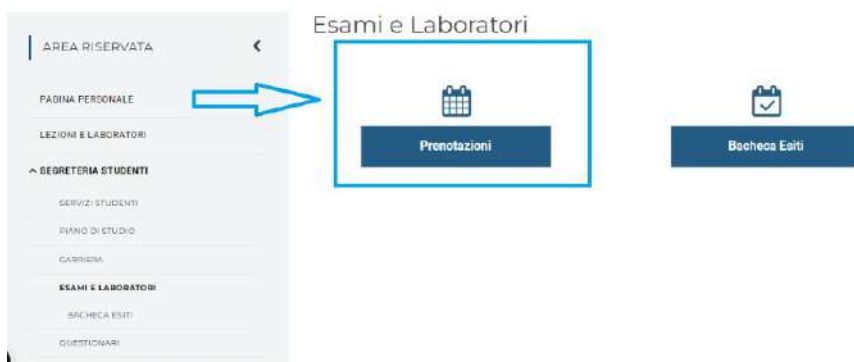 Esami e Laboratori
AREA RISERVATA
PAGINA PERSONALE
LEZIONI E LABORATORI
SEGRETERIA STUDENTI
SERVIZI STUDENTI
PIANO DI STUDIO
CARRIERA
ESAMI E LABORATORI
BACHECA ESITI
QUESTIONARI
Prenotazioni
Bacheca Esiti